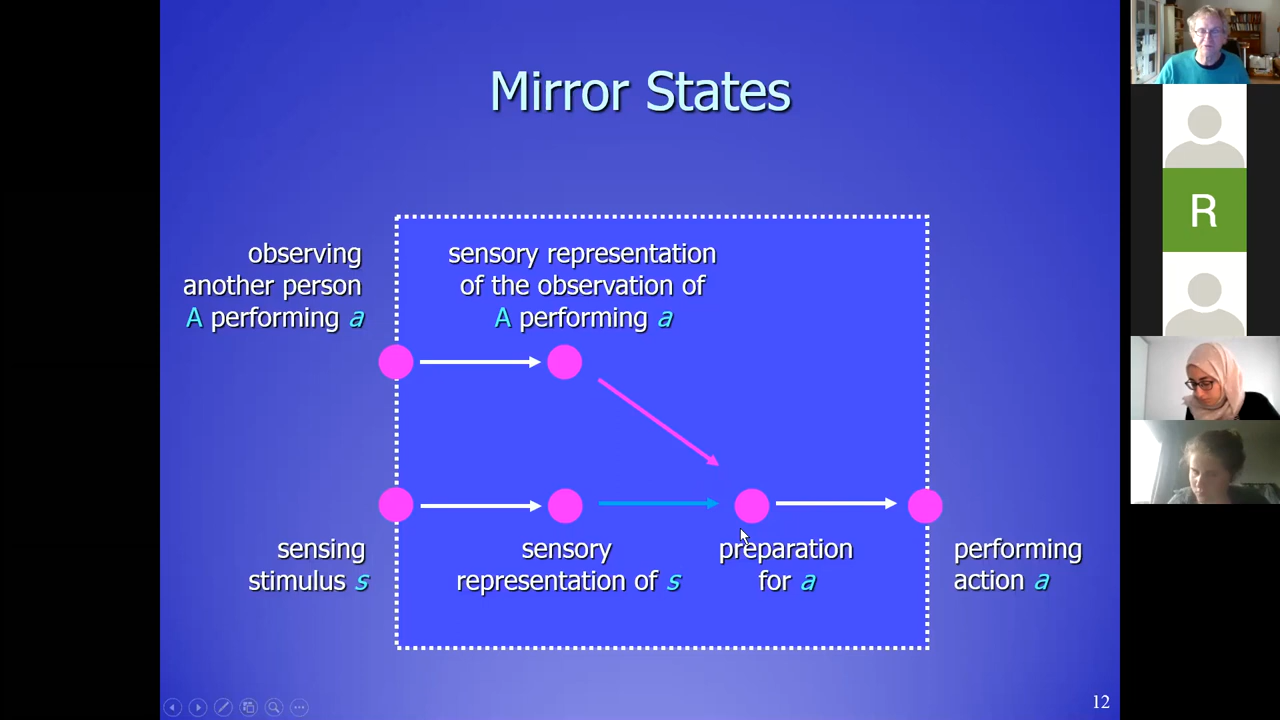 Mirror States
observing
another person
A performing a
sensory representation
of the observation of
A performing a
sensing
stimulus s
sensory
representation of s
preparation
for a
performing
action a
12
R